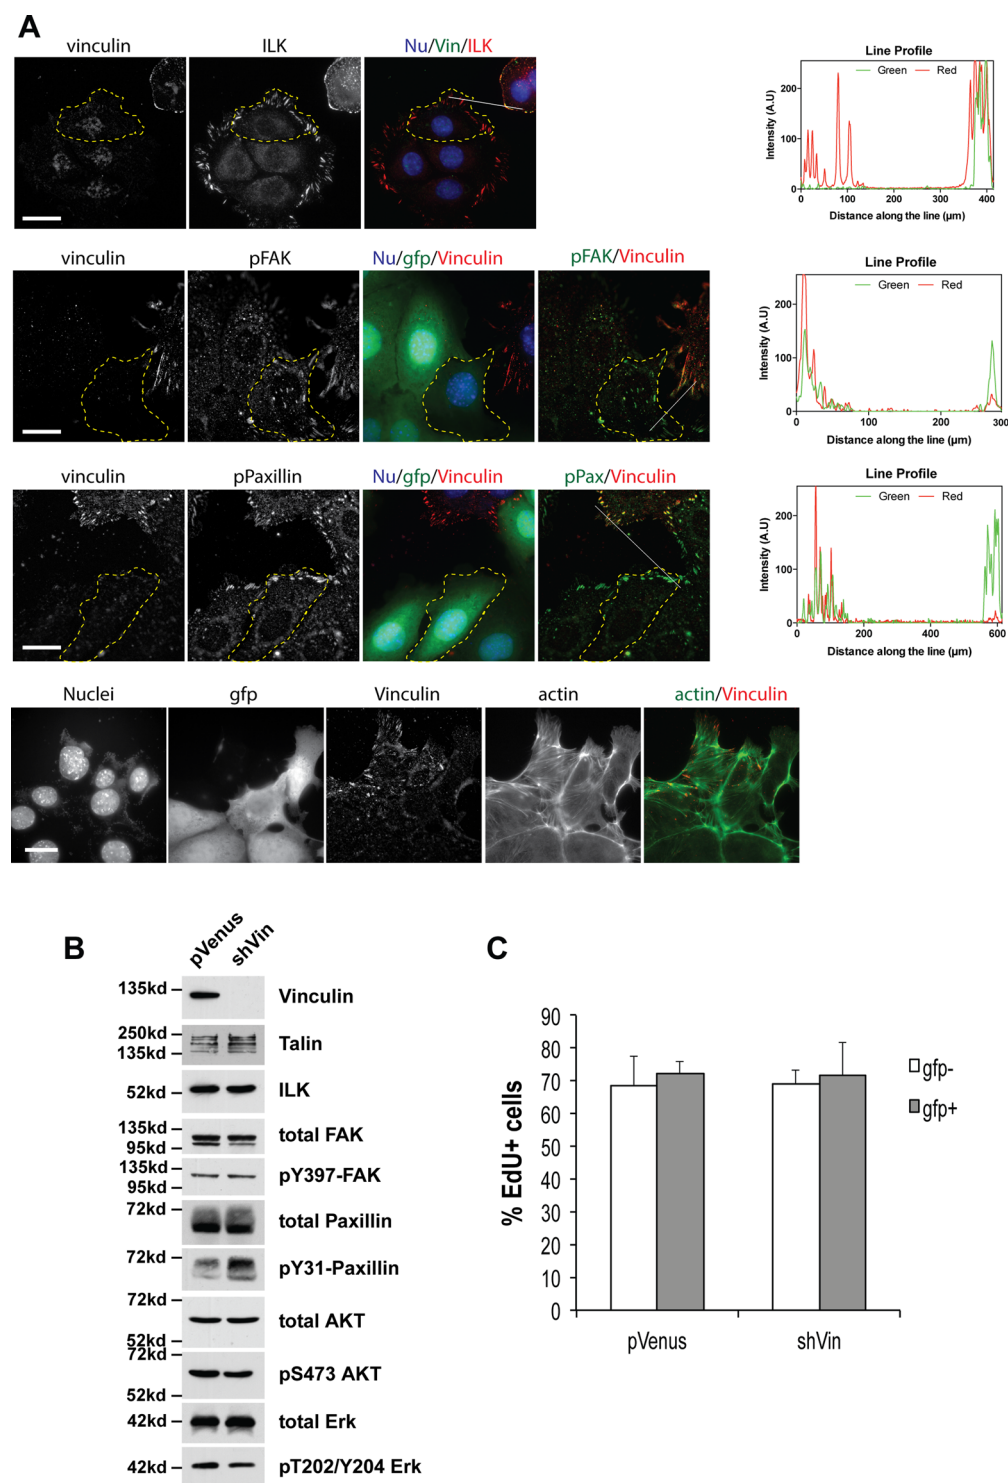 A
vinculin ILK Nu/Vin/ILK
Line Profile
Green Red
Intensity (A.U)
200
100
0
0 100 200 300 400
Distance along the line (µm)
vinculin pFAK Nu/gfp/Vinculin pFAK/Vinculin
Line Profile
Green Red
Intensity (A.U)
200
100
0
0 100 200 300
Distance along the line (µm)
vinculin pPaxillin Nu/gfp/Vinculin pPax/Vinculin
Line Profile
Green Red
Intensity (A.U)
200
100
0
0 200 400 600
Distance along the line (µm)
Nuclei gfp Vinculin actin actin/Vinculin
B
pVenus shVin
135kd Vinculin
250kd
135kd
Talin
52kd ILK
135kd
95kd
total FAK
135kd
95kd
pY397-FAK
72kd total Paxillin
72kd pY31-Paxillin
72kd
52kd
total AKT
72kd
52kd
pS473 AKT
42kd total Erk
42kd pT202/Y204 Erk
C
% EdU+ cells
90
80
70
60
50
40
30
20
10
0
pVenus shVin
gfp-
gfp+